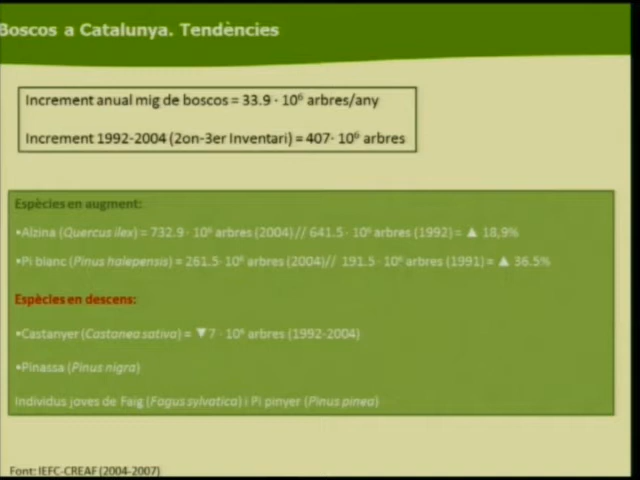 Boscos a Catalunya. Tendències
Increment anual mig de boscos = 33.9 · 10⁶ arbres/any
Increment 1992-2004 (2on-3er Inventari) = 407· 10⁶ arbres
Espècies en augment:
•Alzina (Quercus ilex) = 732.9 · 10⁶ arbres (2004)// 641.5 · 10⁶ arbres (1992)= ▲ 18,9%
•Pi blanc (Pinus halepensis) = 261.5· 10⁶ arbres (2004)// 191.5 · 10⁶ arbres (1991)= ▲ 36.5%
Espècies en descens:
•Castanyer (Castanea sativa) = ▼7 · 10⁶ arbres (1992-2004)
•Pinassa (Pinus nigra)
Individus joves de Faig (Fagus sylvatica) i Pi pinyer (Pinus pinea)
Font: IEFC-CREAF (2004-2007)